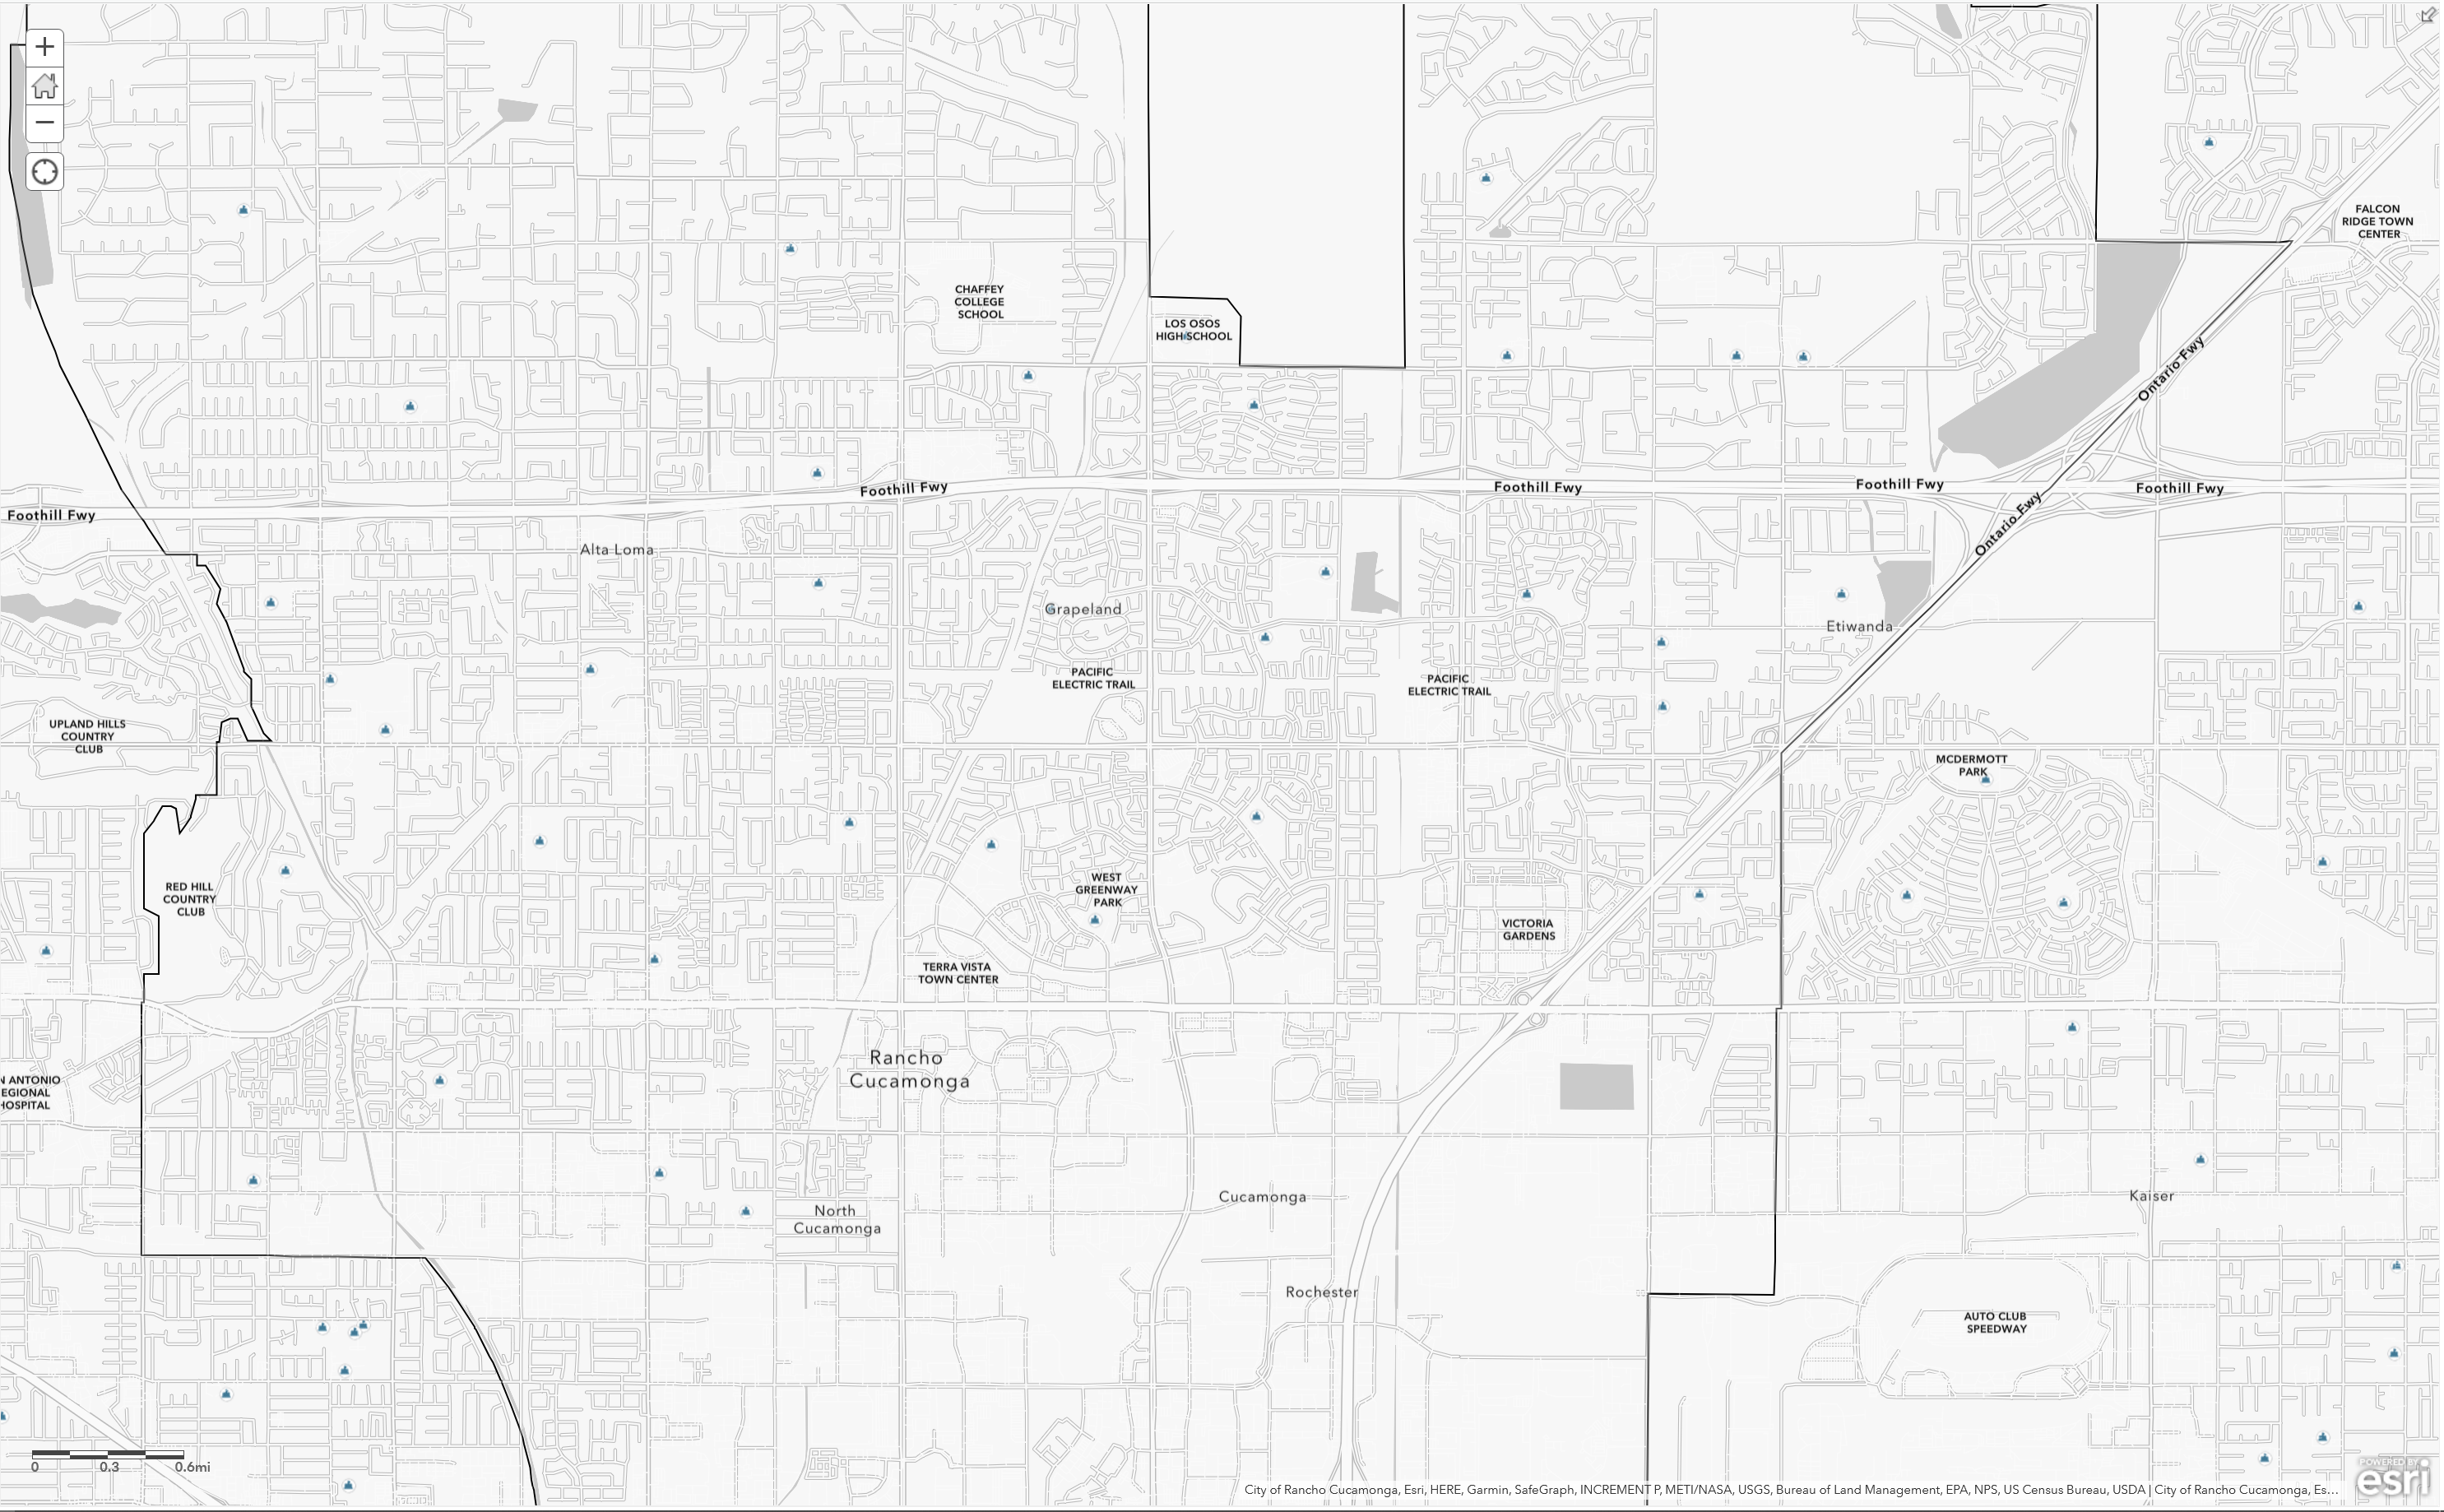 +
−
FALCON
RIDGE TOWN
CENTER
CHAFFEY
COLLEGE
SCHOOL
LOS OSOS
HIGH SCHOOL
Ontario Fwy
Foothill Fwy
Foothill Fwy
Foothill Fwy
Foothill Fwy
Foothill Fwy
Ontario Fwy
Alta Loma
Grapeland
Etiwanda
PACIFIC
ELECTRIC TRAIL
PACIFIC
ELECTRIC TRAIL
UPLAND HILLS
COUNTRY
CLUB
MCDERMOTT
PARK
RED HILL
COUNTRY
CLUB
WEST
GREENWAY
PARK
VICTORIA
GARDENS
TERRA VISTA
TOWN CENTER
Rancho
Cucamonga
N ANTONIO
EGIONAL
HOSPITAL
Cucamonga
Kaiser
North
Cucamonga
Rochester
AUTO CLUB
SPEEDWAY
0 0.3 0.6mi
POWERED BY
esri
City of Rancho Cucamonga, Esri, HERE, Garmin, SafeGraph, INCREMENT P, METI/NASA, USGS, Bureau of Land Management, EPA, NPS, US Census Bureau, USDA | City of Rancho Cucamonga, Es...